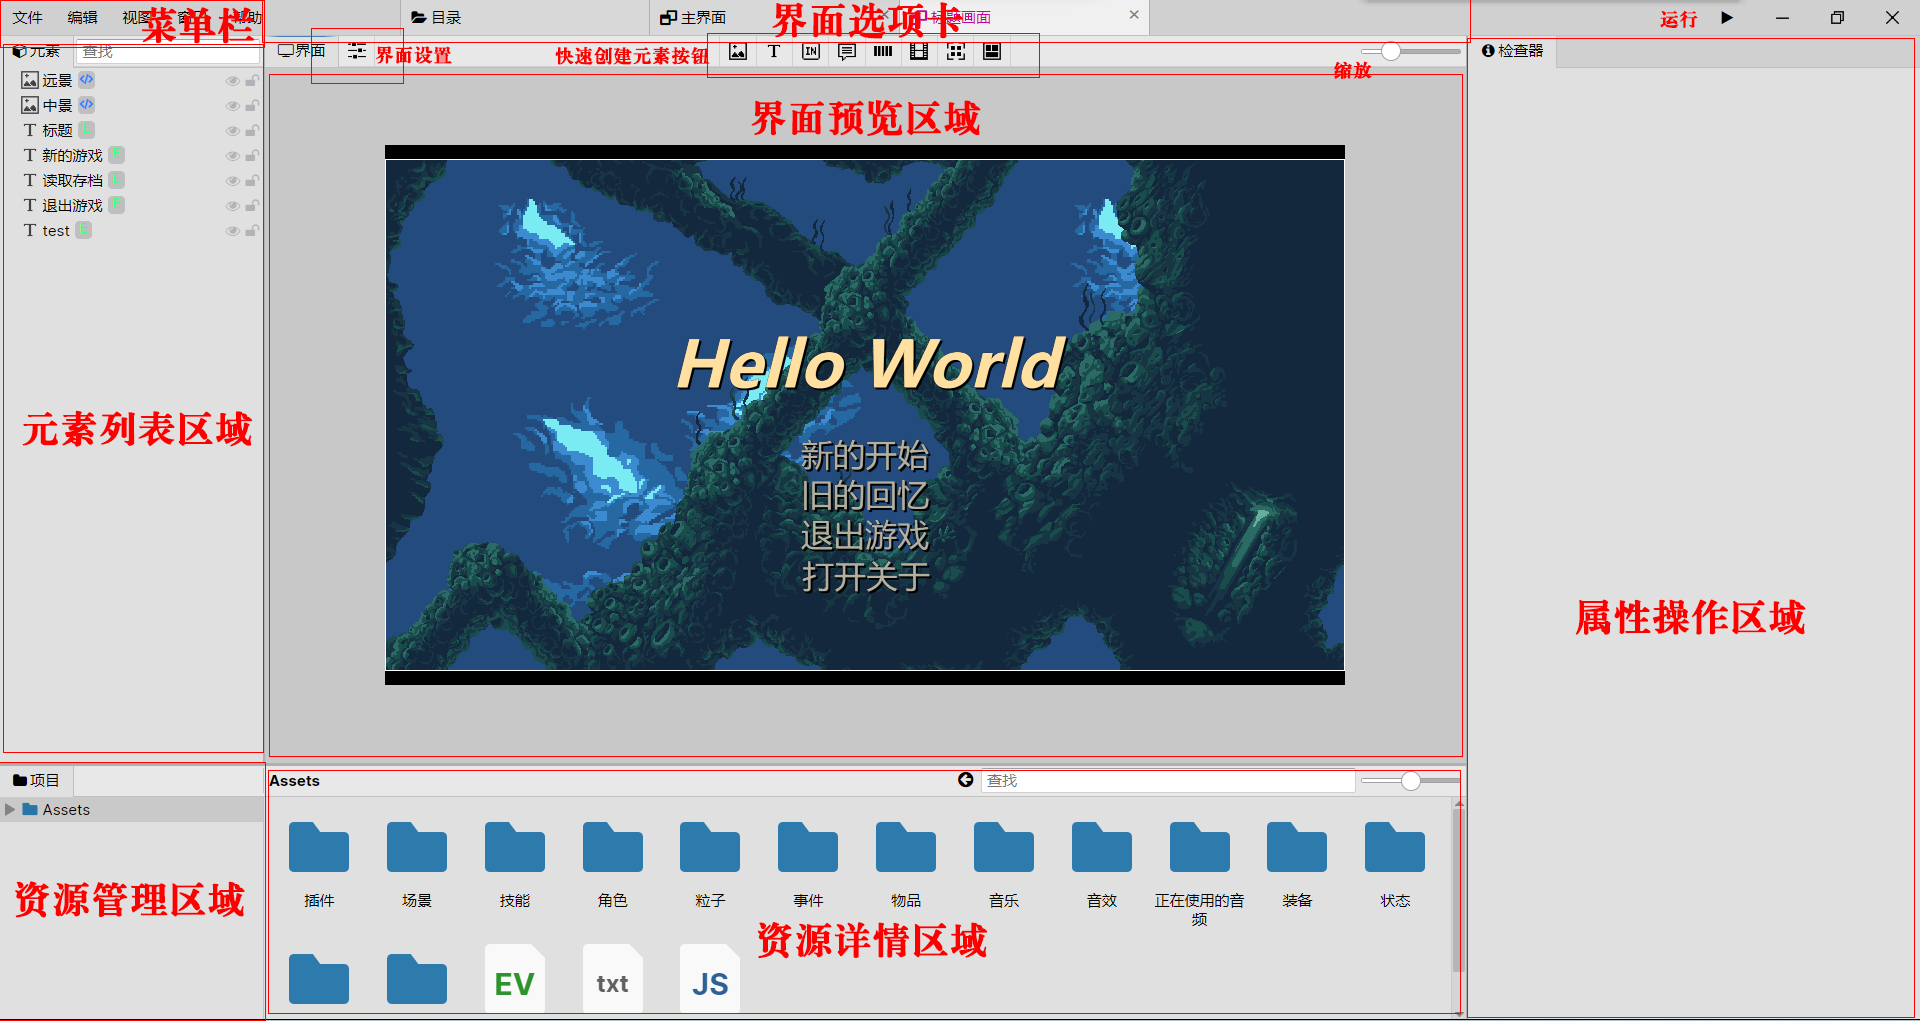 文件 编辑 视图 窗 帮助
菜单栏
目录
主界面
界面选项卡
标题画面
运行
元素
查找
界面
界面设置
快速创建元素按钮
T
IN
缩放
检查器
远景 </>
中景 </>
T 标题 L
T 新的游戏 F
T 读取存档 L
T 退出游戏 F
T test L
界面预览区域
Hello World
新的开始
旧的回忆
退出游戏
打开关于
元素列表区域
属性操作区域
项目
Assets
资源管理区域
Assets
查找
插件
场景
技能
角色
粒子
事件
物品
音乐
音效
正在使用的音
频
装备
状态
资源详情区域
EV
txt
JS